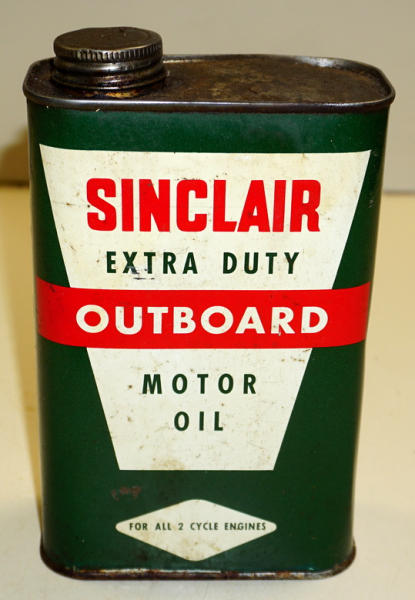 SINCLAIR
EXTRA DUTY
OUTBOARD
MOTOR
OIL
FOR ALL 2 CYCLE ENGINES